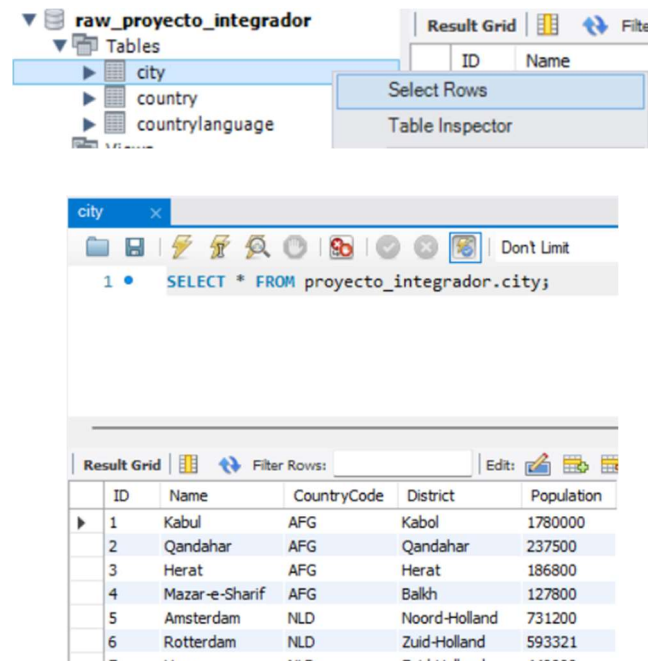 raw_proyecto_integrador
Tables
city
country
countrylanguage
Result Grid Filte
ID Name
Select Rows
Table Inspector
city
Don't Limit
1 SELECT * FROM proyecto_integrador.city;
Result Grid Filter Rows: Edit:
ID Name CountryCode District Population
1 Kabul AFG Kabol 1780000
2 Qandahar AFG Qandahar 237500
3 Herat AFG Herat 186800
4 Mazar-e-Sharif AFG Balkh 127800
5 Amsterdam NLD Noord-Holland 731200
6 Rotterdam NLD Zuid-Holland 593321